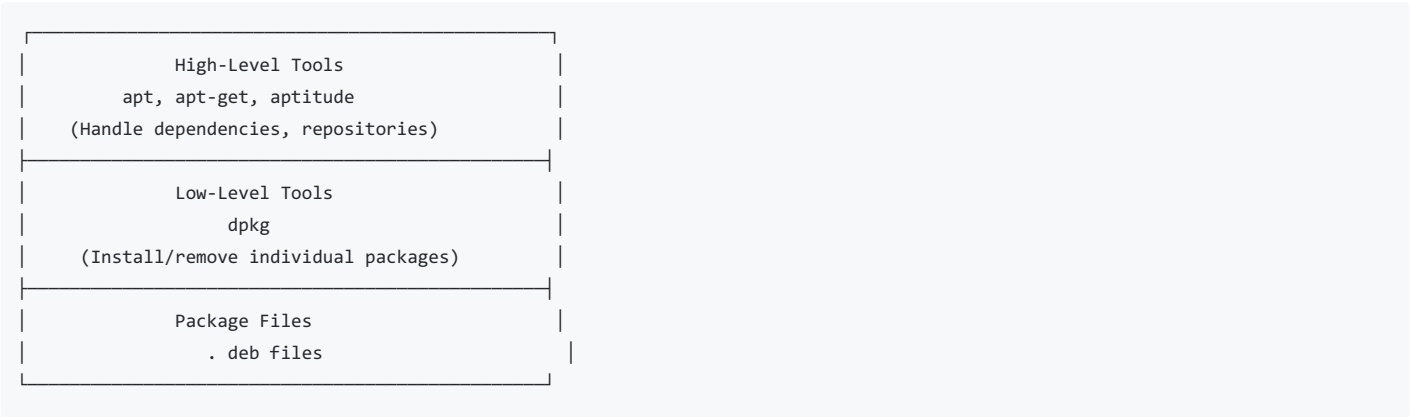 High-Level Tools
apt, apt-get, aptitude
(Handle dependencies, repositories)
Low-Level Tools
dpkg
(Install/remove individual packages)
Package Files
. deb files